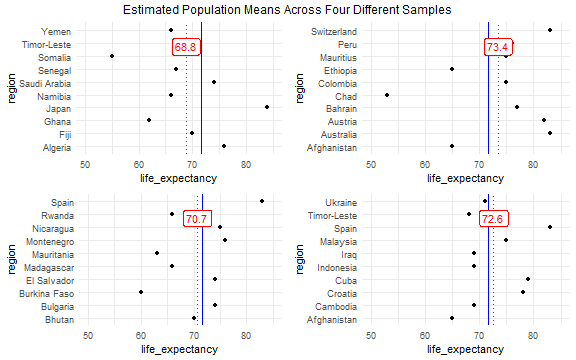 Estimated Population Means Across Four Different Samples
region
Yemen
Timor-Leste
Somalia
Senegal
Saudi Arabia
Namibia
Japan
Ghana
Fiji
Algeria
68.8
50 60 70 80
life_expectancy
region
Switzerland
Peru
Mauritius
Ethiopia
Colombia
Chad
Bahrain
Austria
Australia
Afghanistan
73.4
50 60 70 80
life_expectancy
region
Spain
Rwanda
Nicaragua
Montenegro
Mauritania
Madagascar
El Salvador
Burkina Faso
Bulgaria
Bhutan
70.7
50 60 70 80
life_expectancy
region
Ukraine
Timor-Leste
Spain
Malaysia
Iraq
Indonesia
Cuba
Croatia
Cambodia
Afghanistan
72.6
50 60 70 80
life_expectancy